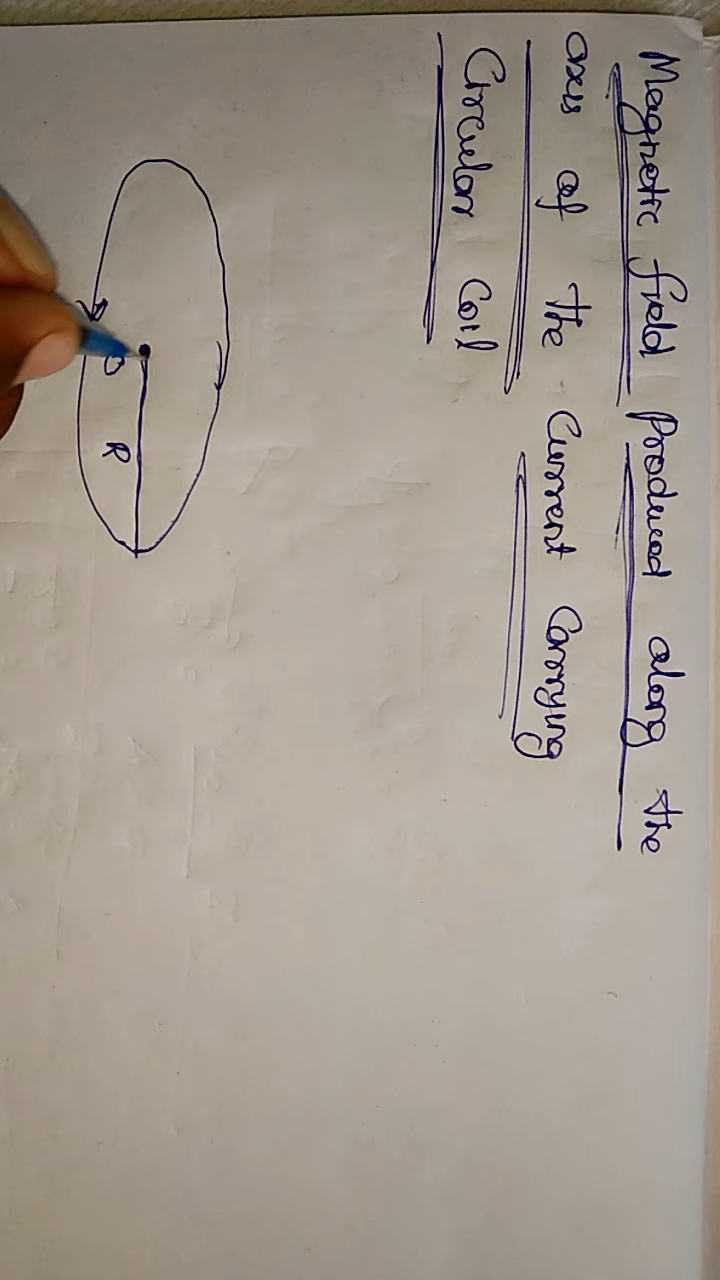 Magnetic field Produced along the
axis of the Current Carrying
Circular Coil
O
R